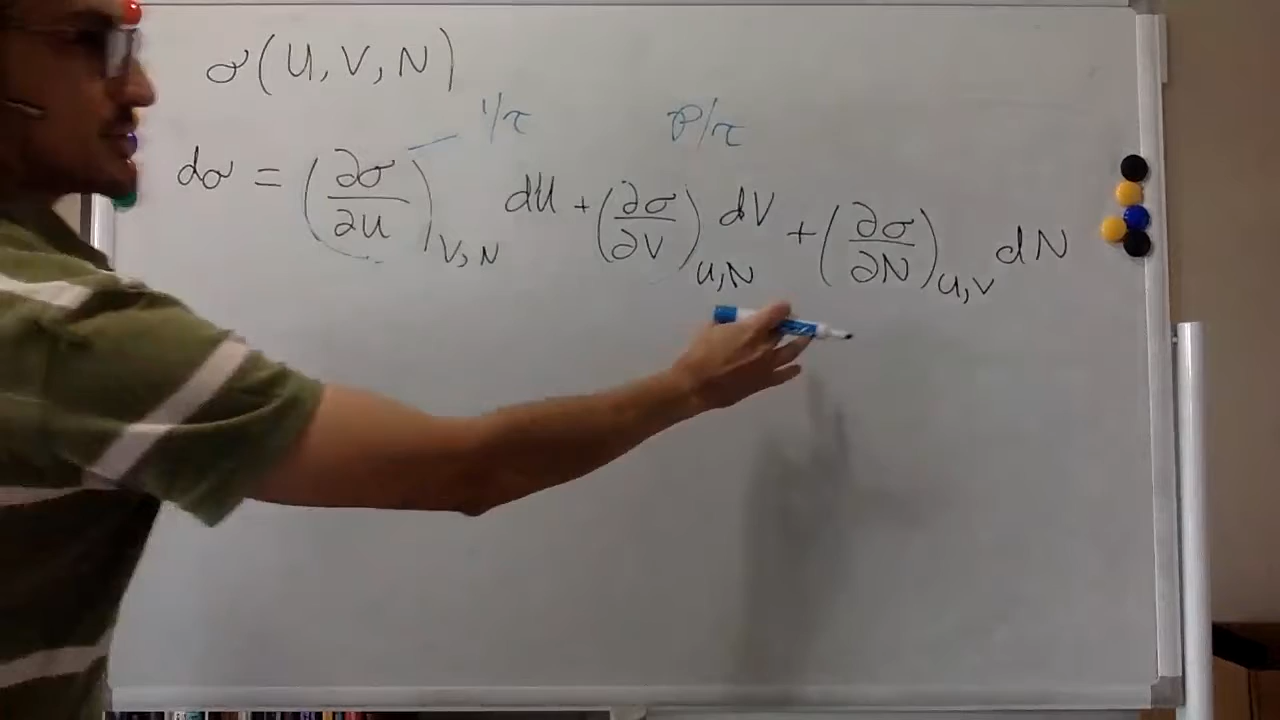 σ(U,V,N)
1/τ P/τ
dσ = (∂σ/∂U)_{V,N} dU + (∂σ/∂V)_{U,N} dV + (∂σ/∂N)_{U,V} dN